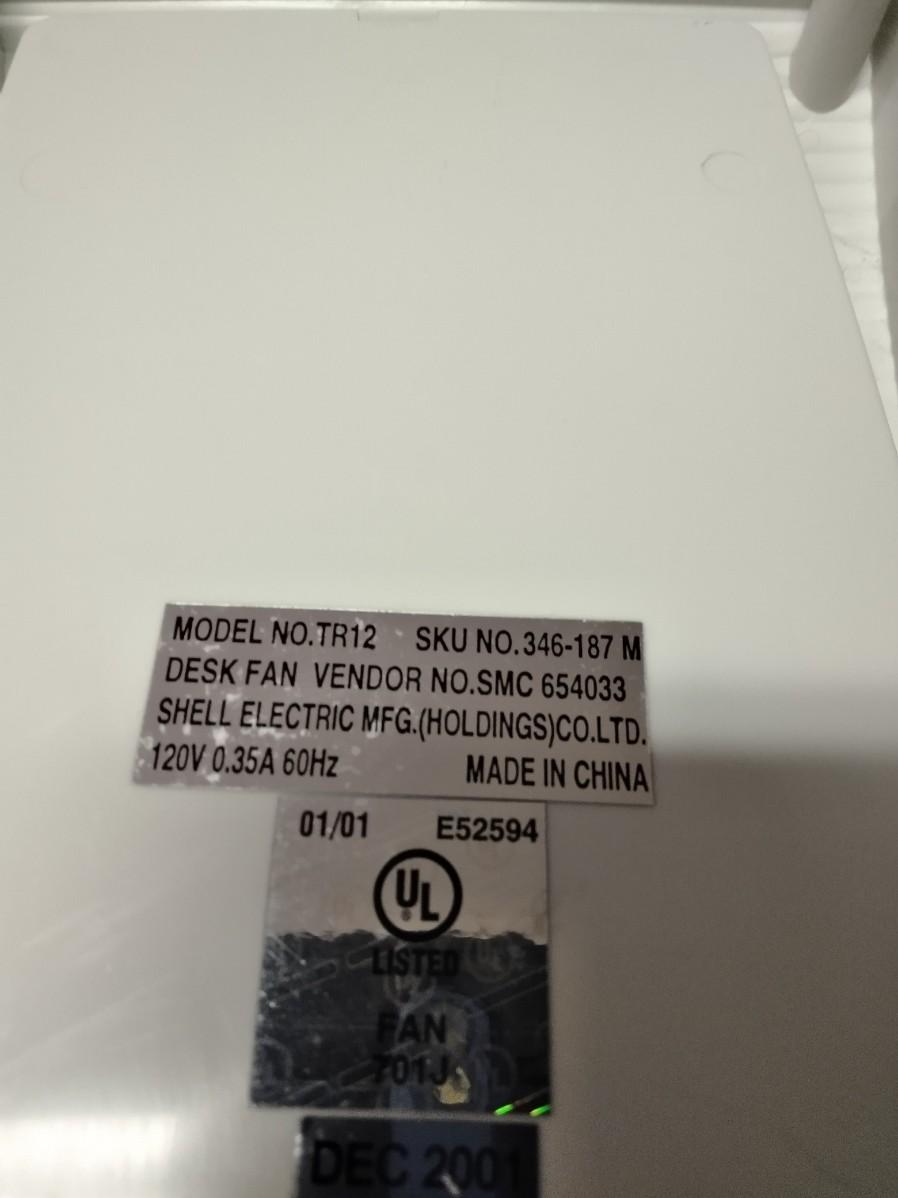 MODEL NO.TR12 SKU NO.346-187 M
DESK FAN VENDOR NO.SMC 654033
SHELL ELECTRIC MFG.(HOLDINGS)CO.LTD.
120V 0.35A 60Hz MADE IN CHINA
01/01 E52594
UL
®
LISTED
FAN
701J
DEC 2001